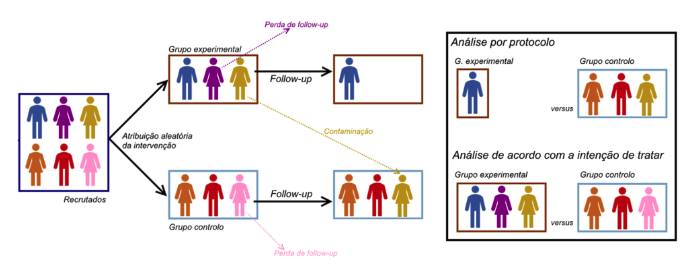 Perda de follow-up
Grupo experimental
Follow-up
Atribuição aleatória
da intervenção
Recrutados
Contaminação
Follow-up
Grupo controlo
Perda de follow-up
Análise por protocolo
G. experimental
Grupo controlo
versus
Análise de acordo com a intenção de tratar
Grupo experimental
Grupo controlo
versus